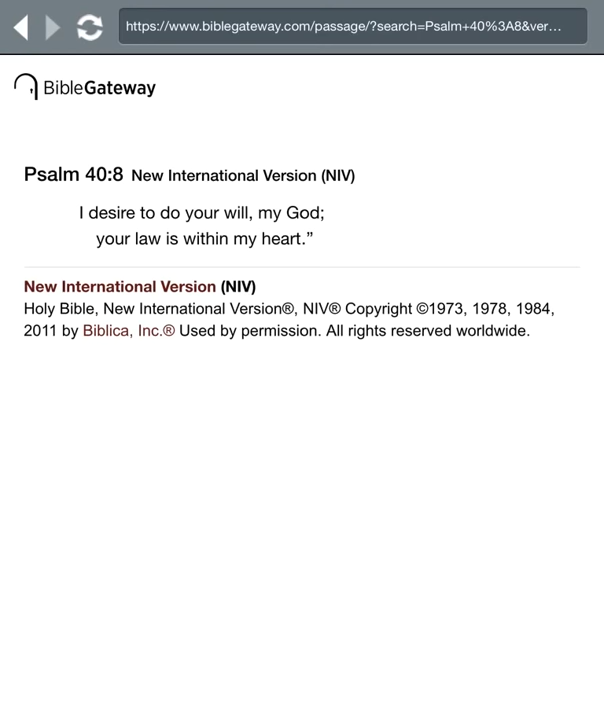 https://www.biblegateway.com/passage/?search=Psalm+40%3A8&ver...
BibleGateway
Psalm 40:8 New International Version (NIV)
I desire to do your will, my God;
your law is within my heart.”
New International Version (NIV)
Holy Bible, New International Version®, NIV® Copyright ©1973, 1978, 1984,
2011 by Biblica, Inc.® Used by permission. All rights reserved worldwide.